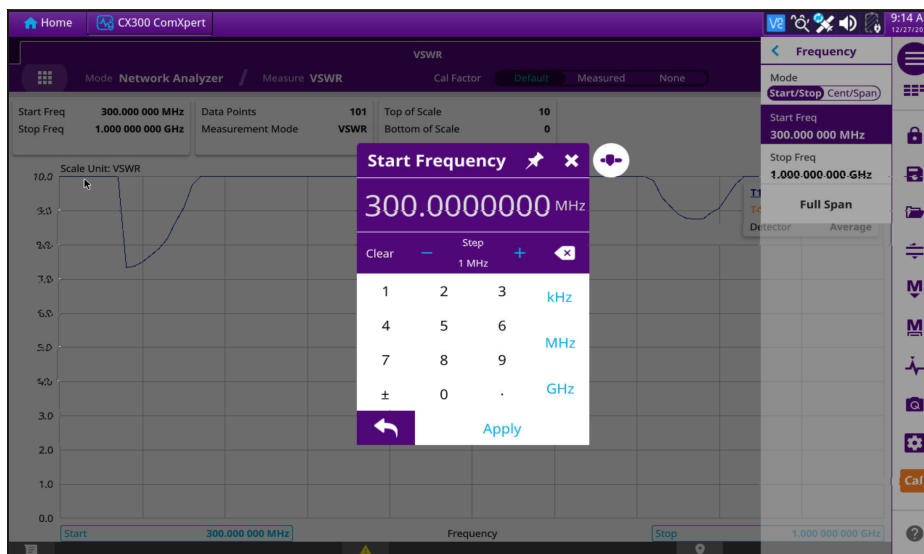 Home CX300 ComXpert 9:14 A
12/27/20
VSWR
Mode Network Analyzer / Measure VSWR Cal Factor Default Measured None
Start Freq 300.000 000 MHz Data Points 101 Top of Scale 10
Stop Freq 1.000 000 000 GHz Measurement Mode VSWR Bottom of Scale 0
Scale Unit: VSWR
10.0
9.0
8.0
7.0
6.0
5.0
4.0
3.0
2.0
1.0
0.0
Start 300.000 000 MHz Frequency Stop 1.000 000 000 GHz
T1
Detector Average
Start Frequency
300.0000000 MHz
Clear − Step +
1 MHz
1 2 3 kHz
4 5 6 MHz
7 8 9
± 0 . GHz
Apply
Frequency
Mode
Start/Stop Cent/Span
Start Freq
300.000 000 MHz
Stop Freq
1.000 000 000 GHz
Full Span
M
M
Cal
?